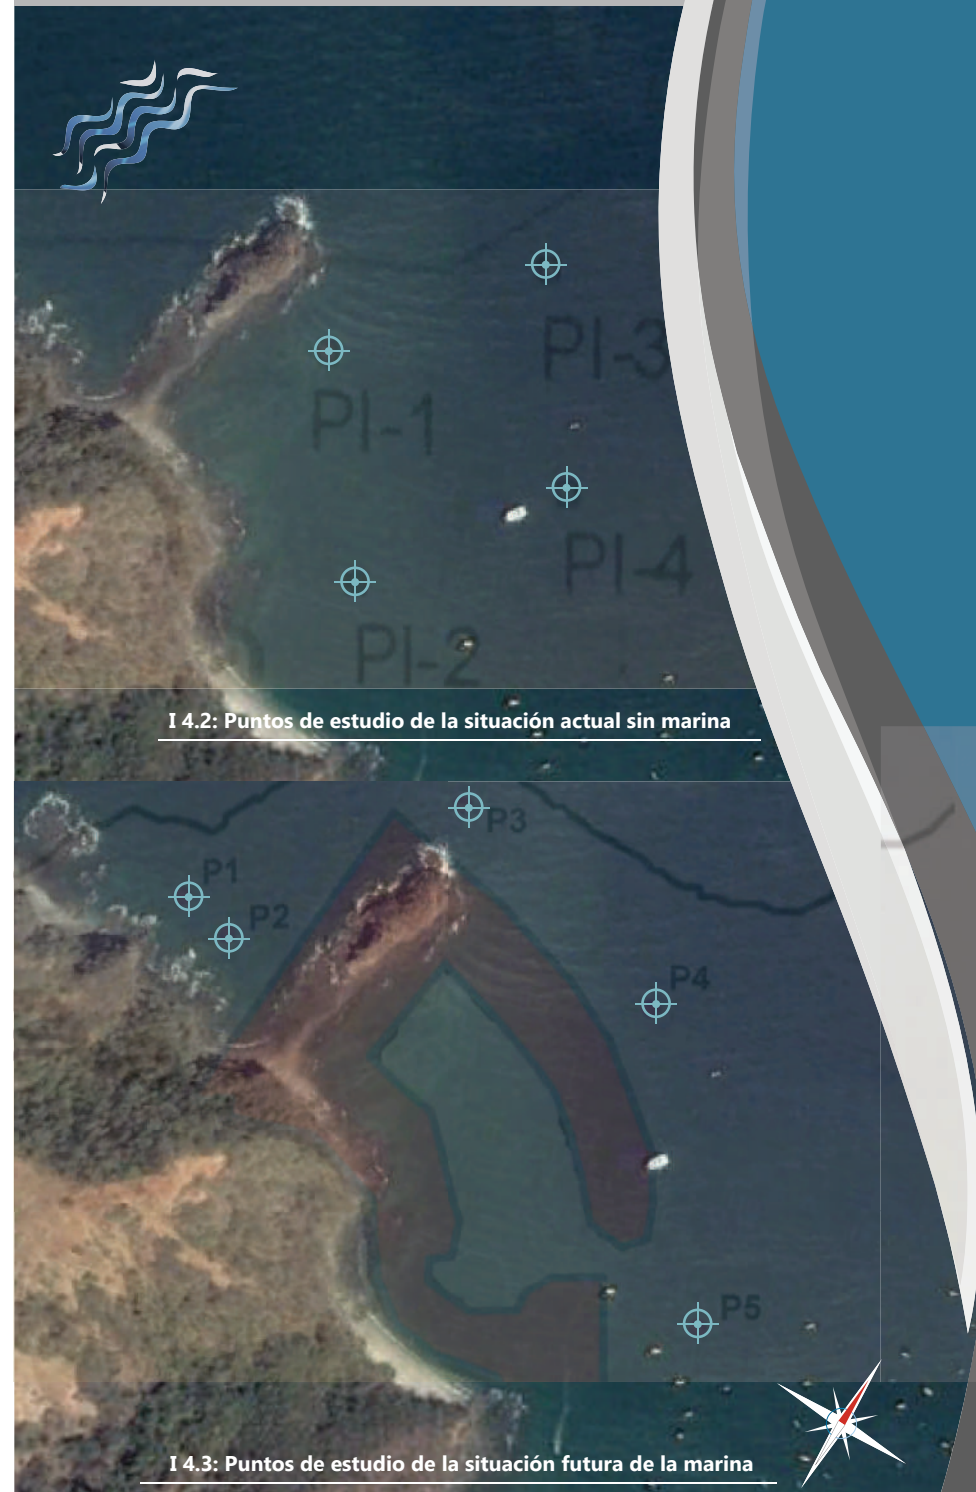 PI-3
PI-1
PI-4
PI-2
I 4.2: Puntos de estudio de la situación actual sin marina
P3
P1
P2
P4
P5
I 4.3: Puntos de estudio de la situación futura de la marina